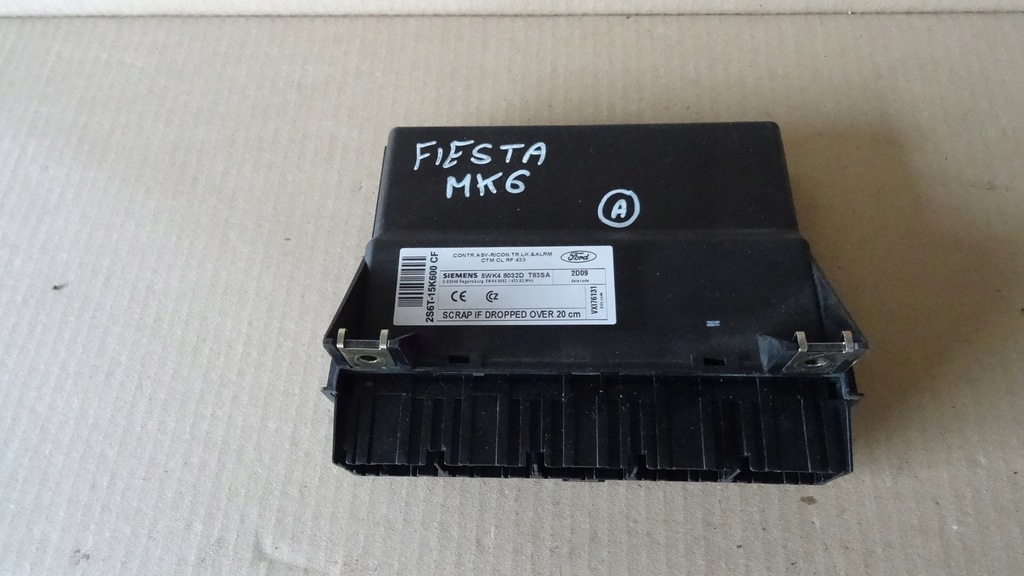 FIESTA
MK6
A
CONTR.ASY-R/CON.TR.LK.&ALRM
CTM CL RF 433
Ford
2S6T-15K600 CF
SIEMENS 5WK4 8032D T83SA
2D09
CE
SCRAP IF DROPPED OVER 20 cm
VXI76131